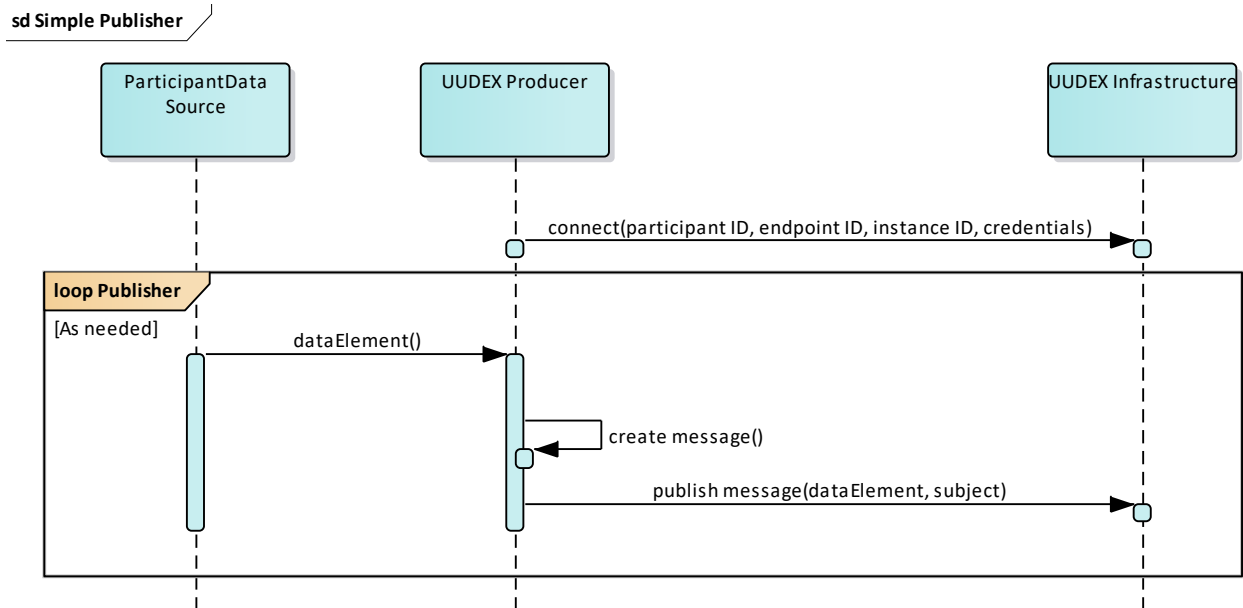 sd Simple Publisher
ParticipantData
Source
UUDEX Producer
UUDEX Infrastructure
connect(participant ID, endpoint ID, instance ID, credentials)
loop Publisher
[As needed]
dataElement()
create message()
publish message(dataElement, subject)